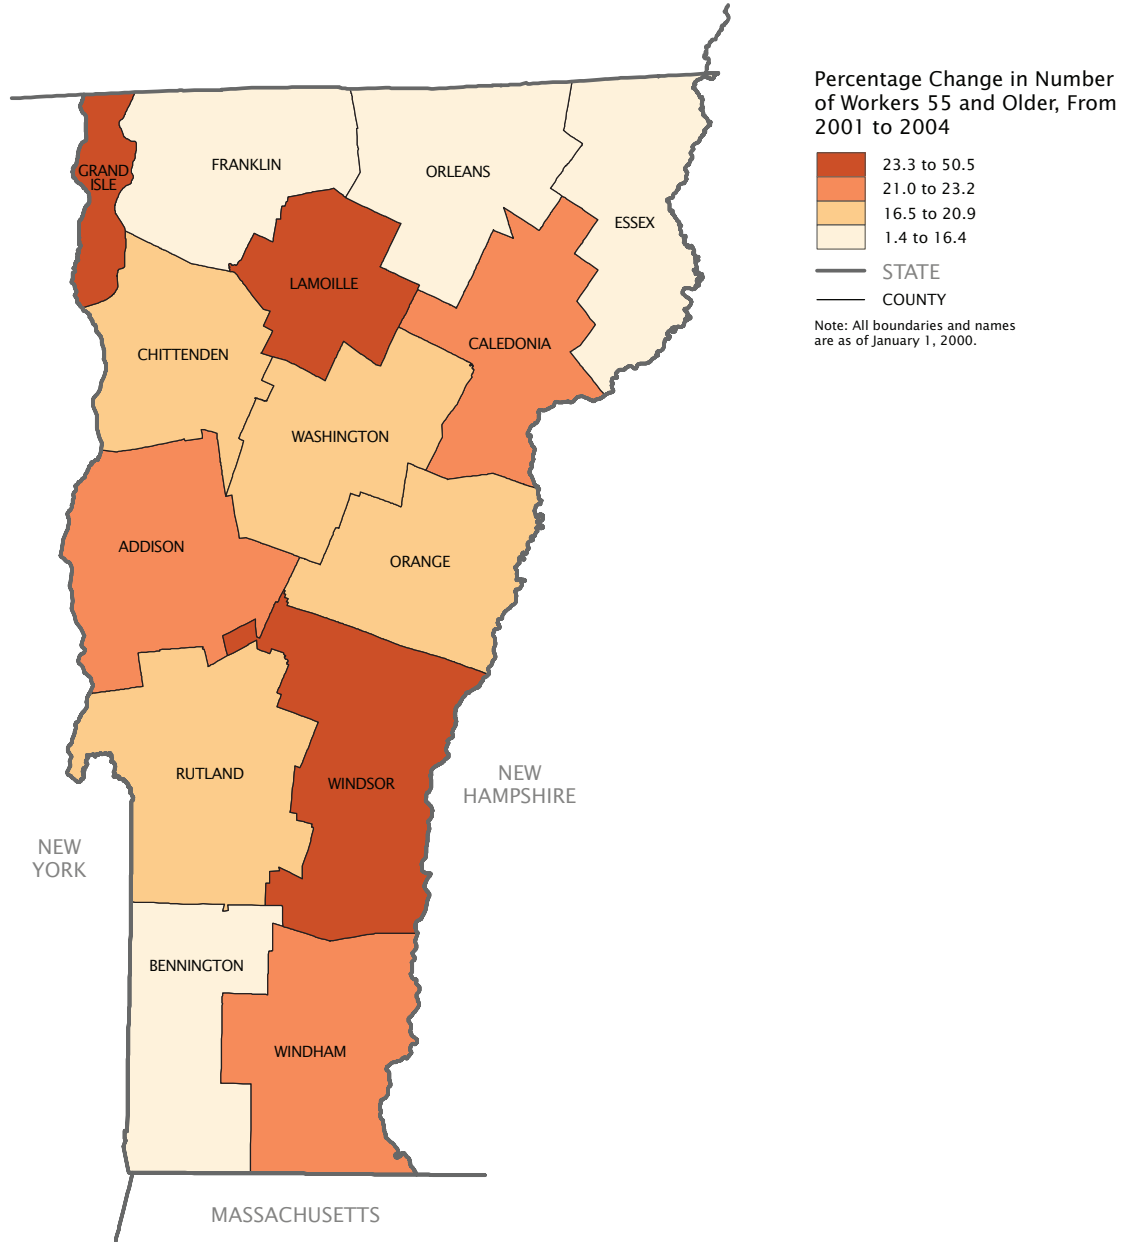 Percentage Change in Number
of Workers 55 and Older, From
2001 to 2004
23.3 to 50.5
21.0 to 23.2
16.5 to 20.9
1.4 to 16.4
STATE
COUNTY
Note: All boundaries and names
are as of January 1, 2000.
GRAND
ISLE
FRANKLIN
ORLEANS
ESSEX
LAMOILLE
CHITTENDEN
CALEDONIA
WASHINGTON
ADDISON
ORANGE
RUTLAND
WINDSOR
NEW
HAMPSHIRE
NEW
YORK
BENNINGTON
WINDHAM
MASSACHUSETTS